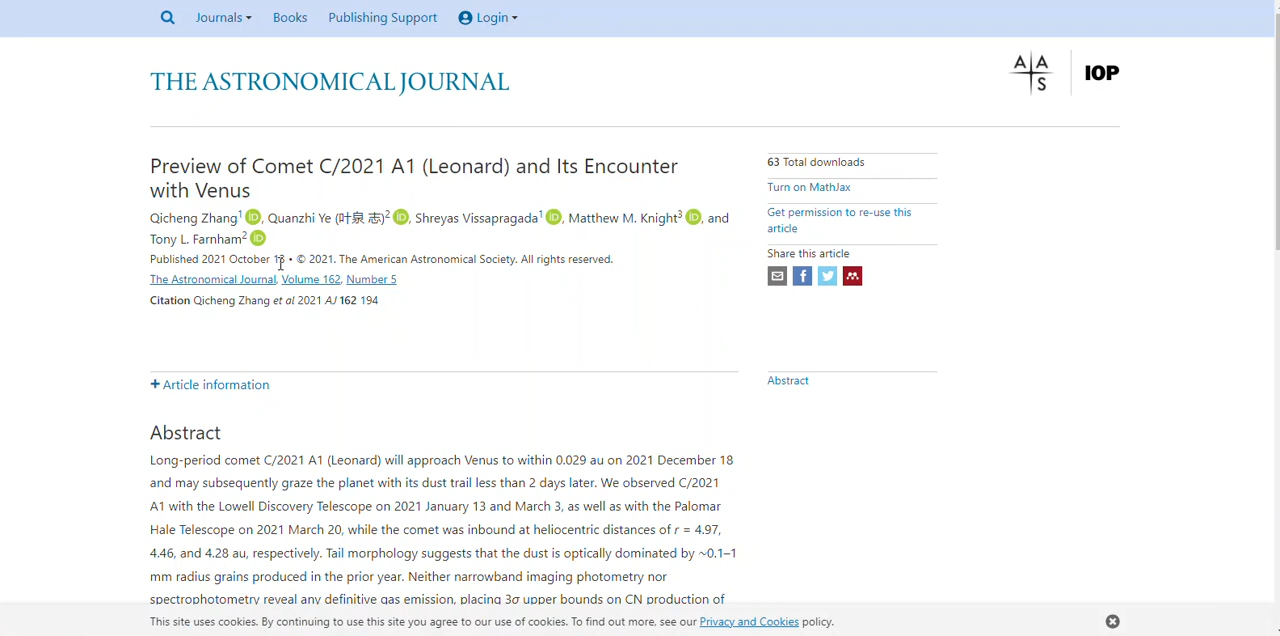 Journals Books Publishing Support Login
THE ASTRONOMICAL JOURNAL
A A S IOP
Preview of Comet C/2021 A1 (Leonard) and Its Encounter
with Venus
Qicheng Zhang1 iD, Quanzhi Ye (叶泉 志)2 iD, Shreyas Vissapragada1 iD, Matthew M. Knight3 iD, and
Tony L. Farnham2 iD
Published 2021 October 13 • © 2021. The American Astronomical Society. All rights reserved.
The Astronomical Journal, Volume 162, Number 5
Citation Qicheng Zhang et al 2021 AJ 162 194
63 Total downloads
Turn on MathJax
Get permission to re-use this
article
Share this article
+ Article information
Abstract
Abstract
Long-period comet C/2021 A1 (Leonard) will approach Venus to within 0.029 au on 2021 December 18
and may subsequently graze the planet with its dust trail less than 2 days later. We observed C/2021
A1 with the Lowell Discovery Telescope on 2021 January 13 and March 3, as well as with the Palomar
Hale Telescope on 2021 March 20, while the comet was inbound at heliocentric distances of r = 4.97,
4.46, and 4.28 au, respectively. Tail morphology suggests that the dust is optically dominated by ~0.1–1
mm radius grains produced in the prior year. Neither narrowband imaging photometry nor
spectrophotometry reveal any definitive gas emission, placing 3σ upper bounds on CN production of
This site uses cookies. By continuing to use this site you agree to our use of cookies. To find out more, see our Privacy and Cookies policy.